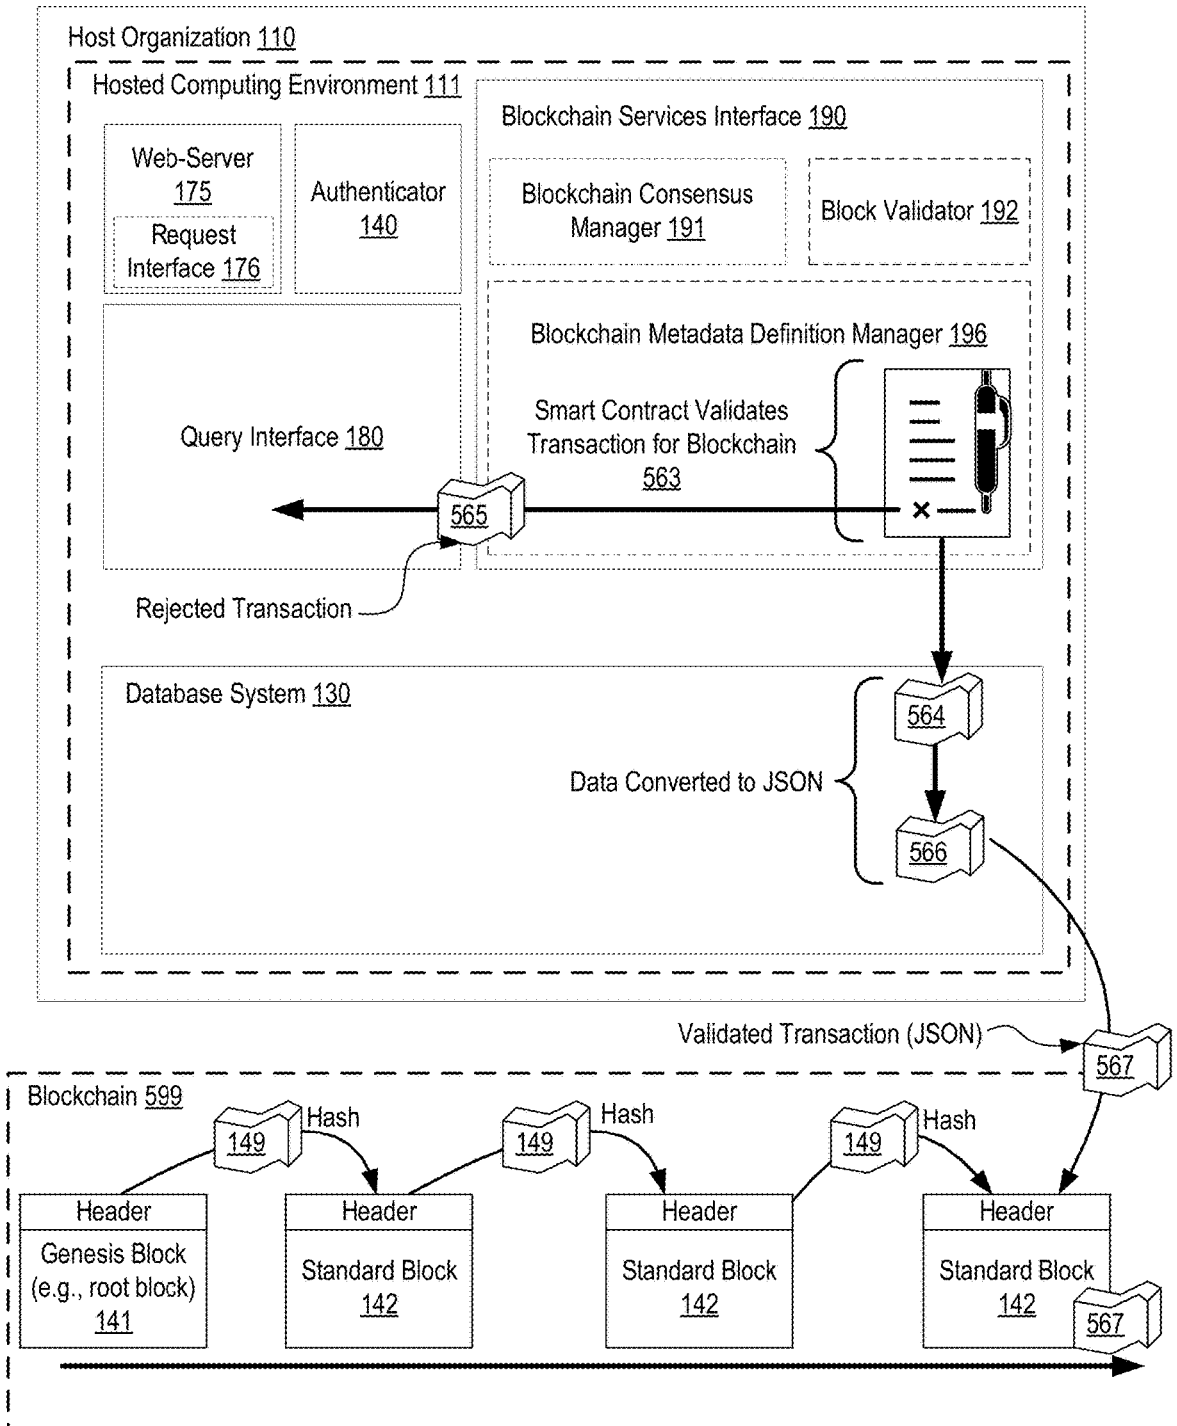 Host Organization 110
Hosted Computing Environment 111
Web-Server
175
Request
Interface 176
Authenticator
140
Blockchain Services Interface 190
Blockchain Consensus
Manager 191
Block Validator 192
Query Interface 180
Blockchain Metadata Definition Manager 196
Smart Contract Validates
Transaction for Blockchain
563
×
565
Rejected Transaction
Database System 130
564
Data Converted to JSON
566
Validated Transaction (JSON)
567
Blockchain 599
149
Hash
149
Hash
149
Hash
Header
Genesis Block
(e.g., root block)
141
Header
Standard Block
142
Header
Standard Block
142
Header
Standard Block
142
567